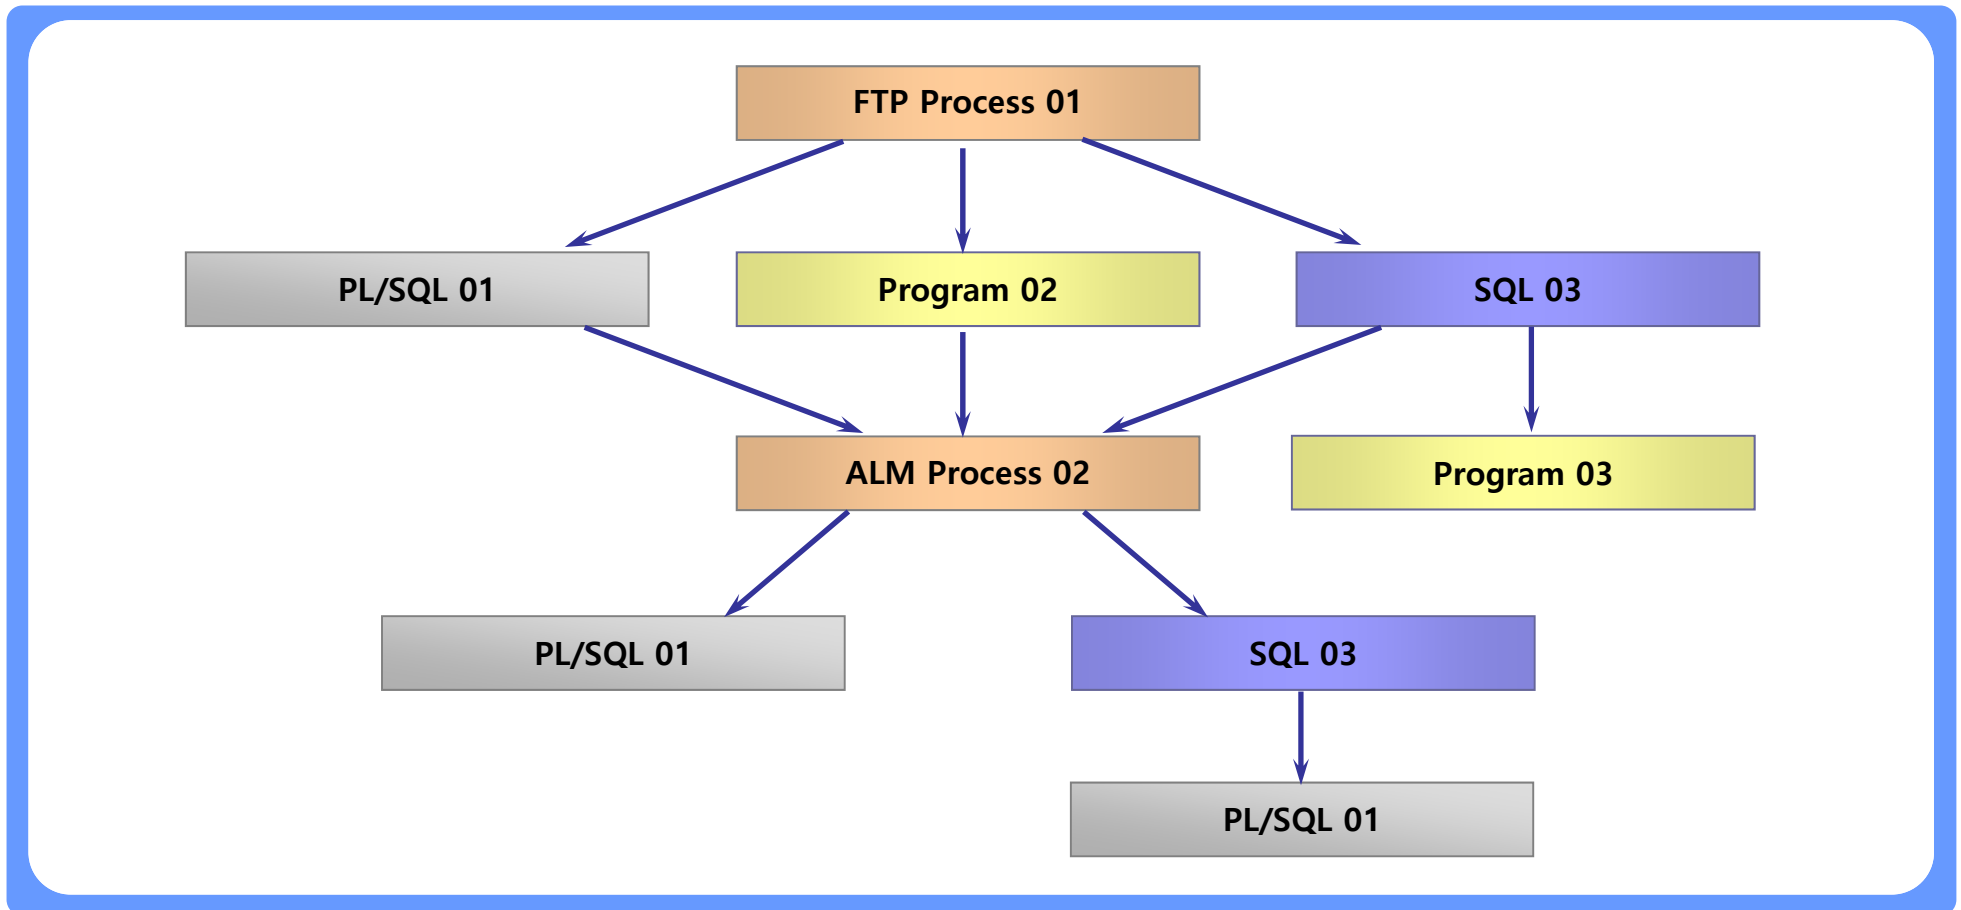 FTP Process 01
PL/SQL 01
Program 02
SQL 03
ALM Process 02
Program 03
PL/SQL 01
SQL 03
PL/SQL 01